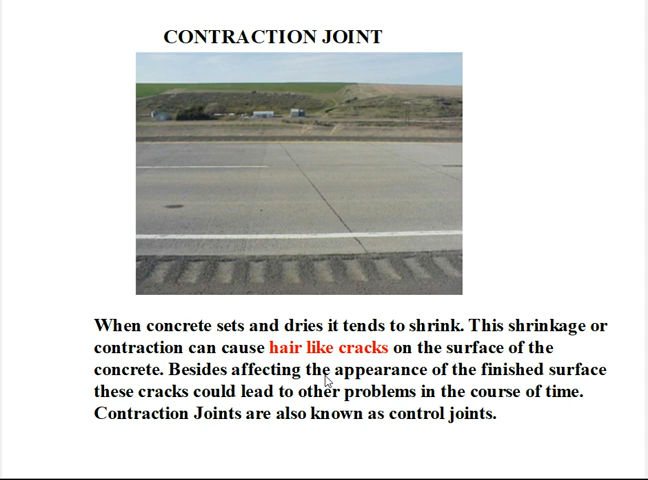 CONTRACTION JOINT
When concrete sets and dries it tends to shrink. This shrinkage or
contraction can cause hair like cracks on the surface of the
concrete. Besides affecting the appearance of the finished surface
these cracks could lead to other problems in the course of time.
Contraction Joints are also known as control joints.